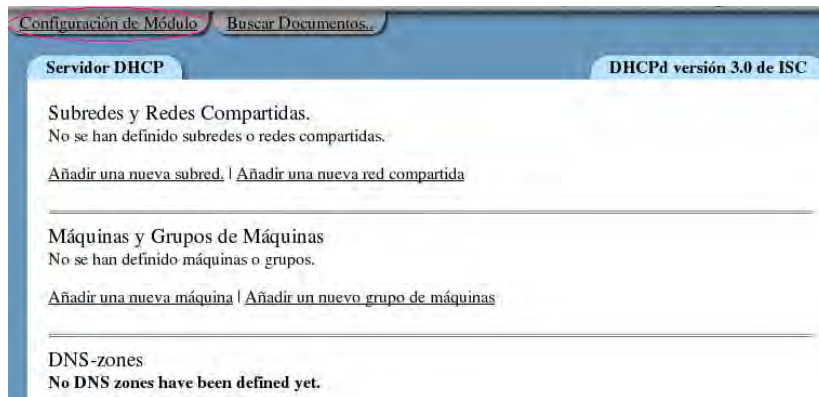 Configuración de Módulo Buscar Documentos..
Servidor DHCP DHCPd versión 3.0 de ISC
Subredes y Redes Compartidas.
No se han definido subredes o redes compartidas.
Añadir una nueva subred. | Añadir una nueva red compartida
Máquinas y Grupos de Máquinas
No se han definido máquinas o grupos.
Añadir una nueva máquina | Añadir un nuevo grupo de máquinas
DNS-zones
No DNS zones have been defined yet.